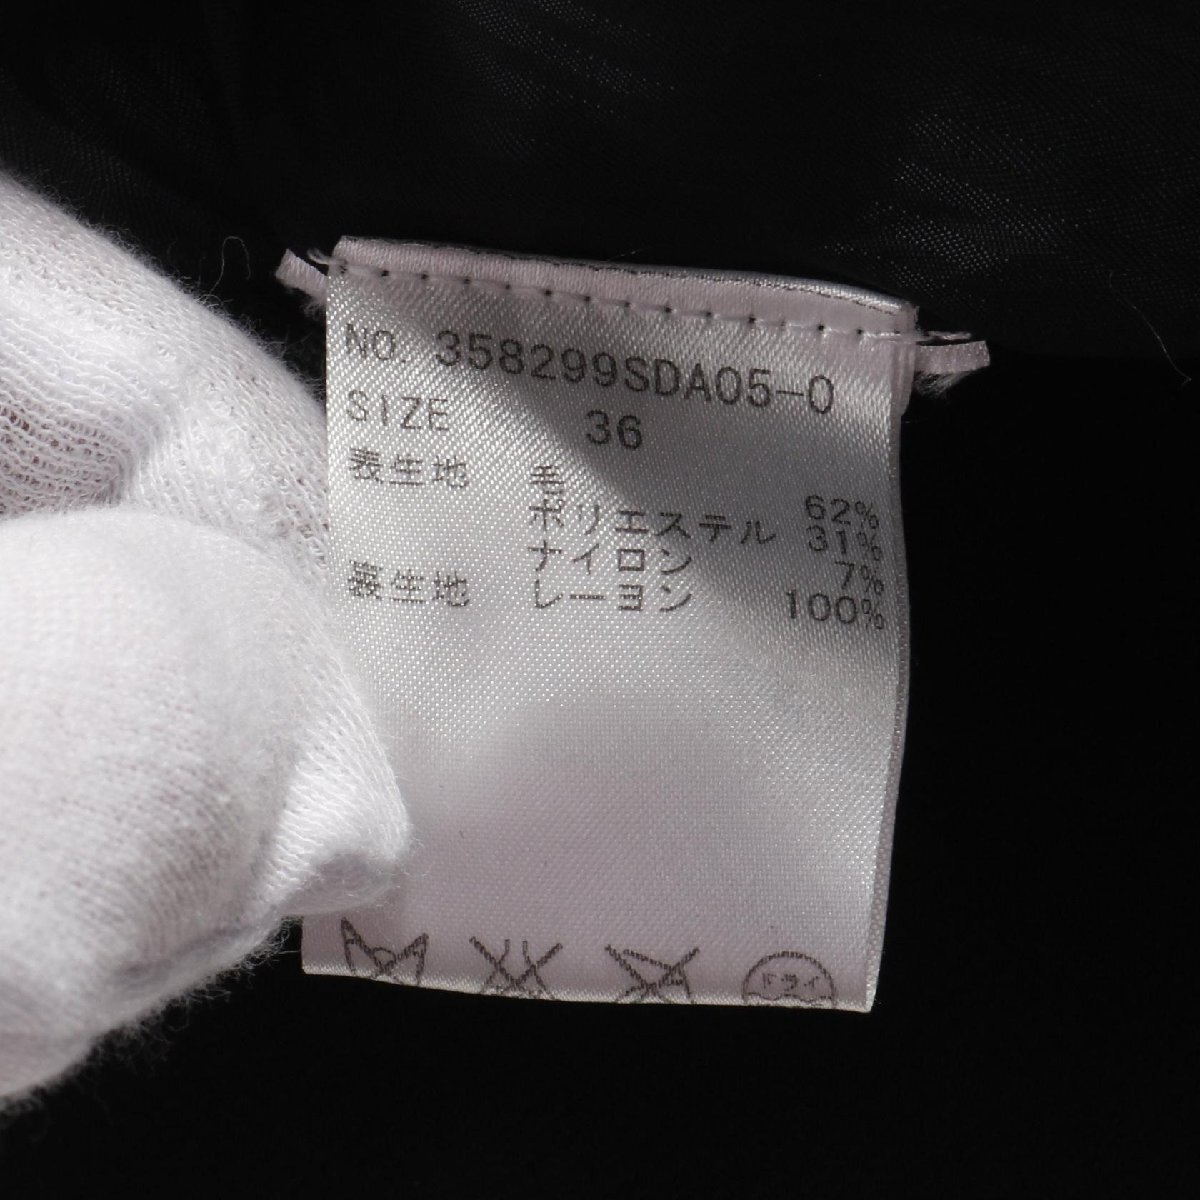 NO. 358299SDA05-0
SIZE 36
表生地 毛 62%
ポリエステル 31%
ナイロン 7%
裏生地 レーヨン 100%
ドライ